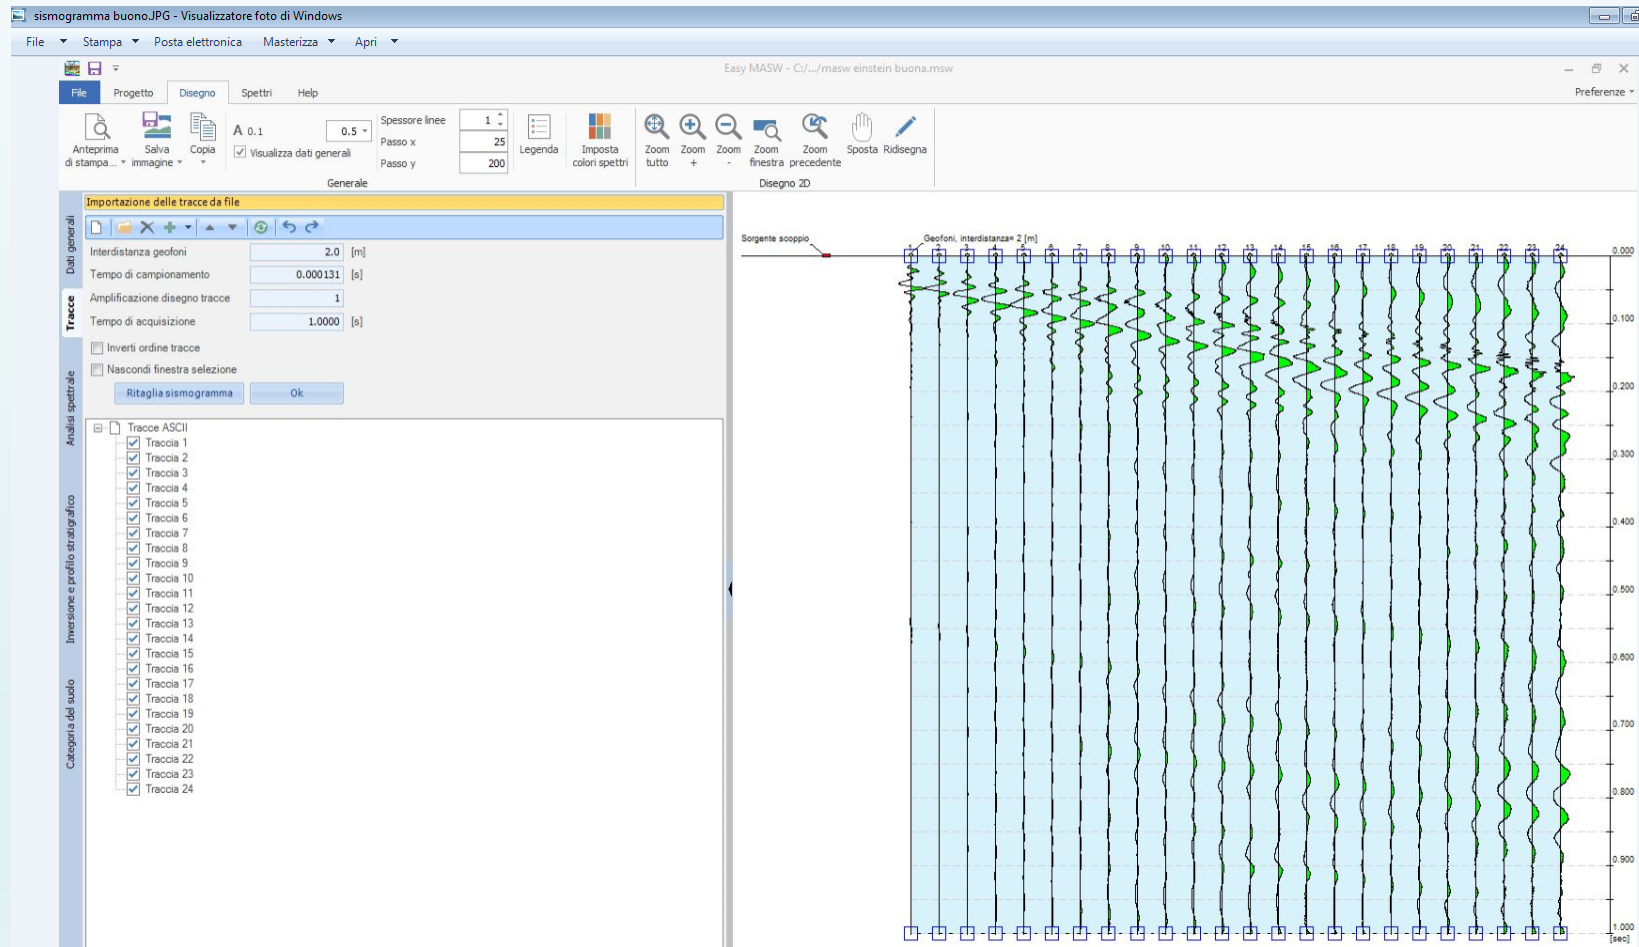 sismogramma buono.JPG - Visualizzatore foto di Windows
File Stampa Posta elettronica Masterizza Apri
Easy MASW - C:/.../masw einstein buona.msw
File Progetto Disegno Spettri Help
Preferenze
Anteprima di stampa...
Salva immagine
Copia
A 0.1
0.5
Visualizza dati generali
Spessore linee 1
Passo x 25
Passo y 200
Generale
Legenda
Imposta colori spettri
Zoom tutto
Zoom +
Zoom -
Zoom finestra
Zoom precedente
Sposta
Ridisegna
Disegno 2D
Dati generali
Tracce
Analisi spettrale
Inversione e profilo stratigrafico
Categoria del suolo
Importazione delle tracce da file
Interdistanza geofoni 2.0 [m]
Tempo di campionamento 0.000131 [s]
Amplificazione disegno tracce 1
Tempo di acquisizione 1.0000 [s]
Inverti ordine tracce
Nascondi finestra selezione
Ritaglia sismogramma Ok
Tracce ASCII
Traccia 1
Traccia 2
Traccia 3
Traccia 4
Traccia 5
Traccia 6
Traccia 7
Traccia 8
Traccia 9
Traccia 10
Traccia 11
Traccia 12
Traccia 13
Traccia 14
Traccia 15
Traccia 16
Traccia 17
Traccia 18
Traccia 19
Traccia 20
Traccia 21
Traccia 22
Traccia 23
Traccia 24
Sorgente scoppio
Geofoni, interdistanza= 2 [m]
1 2 3 4 5 6 7 8 9 10 11 12 13 14 15 16 17 18 19 20 21 22 23 24
0.000
0.100
0.200
0.300
0.400
0.500
0.600
0.700
0.800
0.900
1.000
[sec]